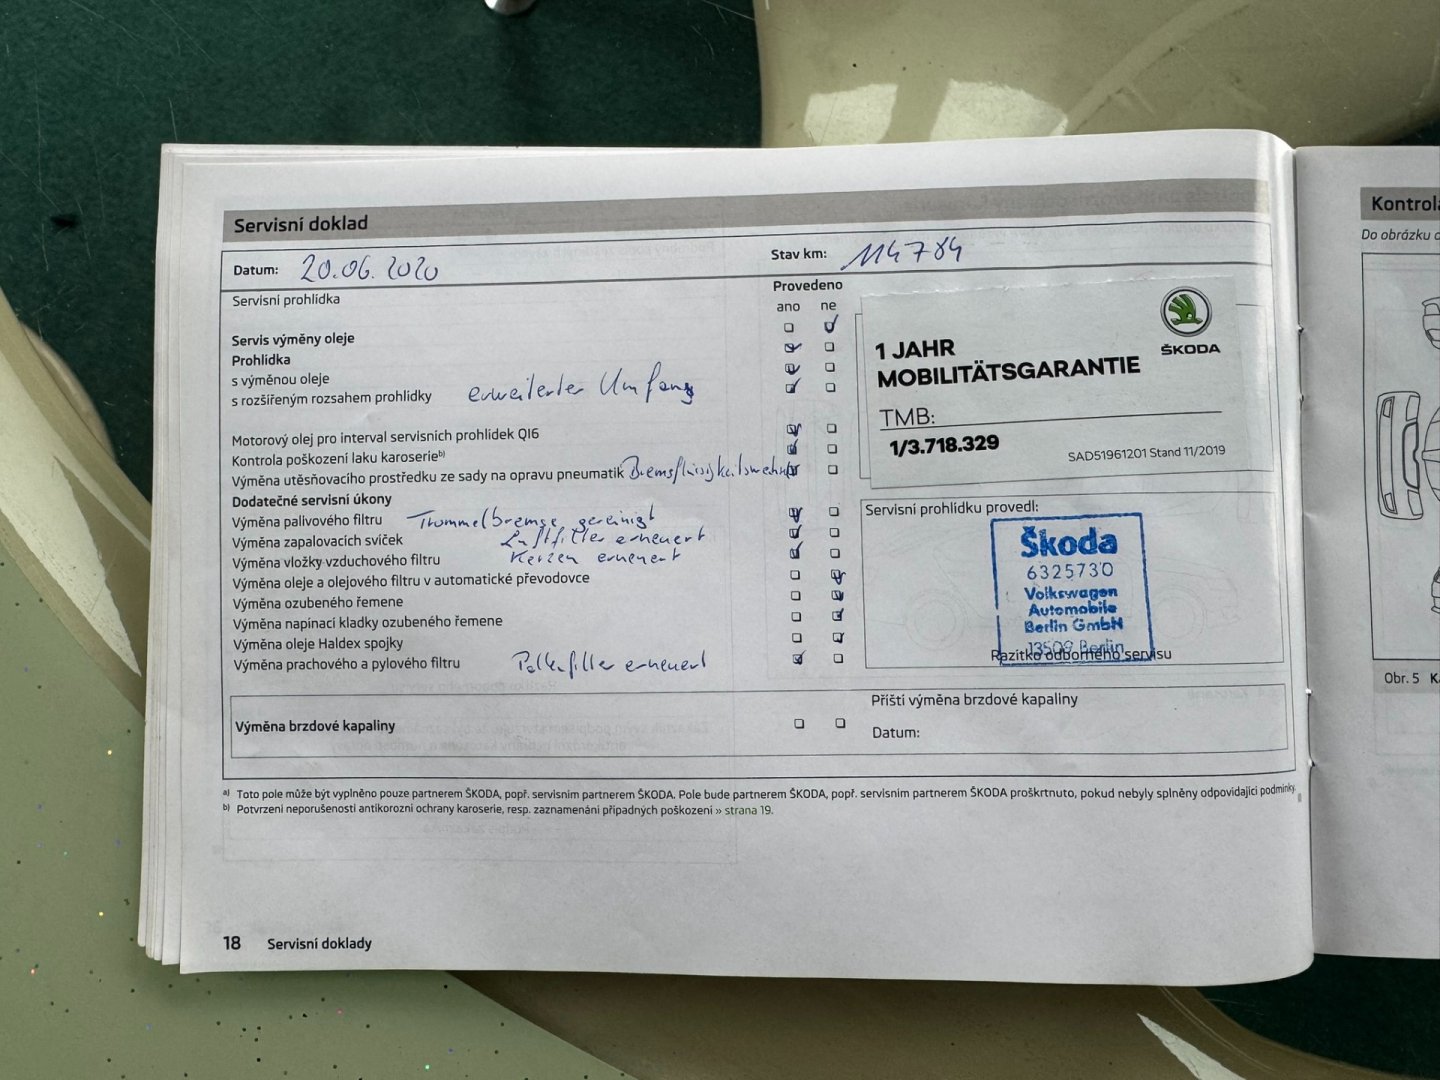 Servisní doklad
Datum: 20.06.2020
Stav km: 114784
Servisní prohlídka
Provedeno
ano ne
Servis výměny oleje
Prohlídka
s výměnou oleje
s rozšířeným rozsahem prohlídky erweiterter Umfang
Motorový olej pro interval servisních prohlídek QI6
Kontrola poškození laku karoserie b)
Výměna utěsňovacího prostředku ze sady na opravu pneumatik Bremsflüssigkeitswechsel
Dodatečné servisní úkony
Výměna palivového filtru Trommelbremse gereinigt
Výměna zapalovacích svíček Luftfilter erneuert
Výměna vložky vzduchového filtru Kerzen erneuert
Výměna oleje a olejového filtru v automatické převodovce
Výměna ozubeného řemene
Výměna napínací kladky ozubeného řemene
Výměna oleje Haldex spojky
Výměna prachového a pylového filtru Pollenfilter erneuert
ŠKODA
1 JAHR
MOBILITÄTSGARANTIE
TMB:
1/3.718.329
SAD51961201 Stand 11/2019
Servisní prohlídku provedl:
Škoda
6325730
Volkswagen
Automobile
Berlin GmbH
13509 Berlin
Razítko odborného servisu
Výměna brzdové kapaliny
Příští výměna brzdové kapaliny
Datum:
a) Toto pole může být vyplněno pouze partnerem ŠKODA, popř. servisním partnerem ŠKODA. Pole bude partnerem ŠKODA, popř. servisním partnerem ŠKODA proškrtnuto, pokud nebyly splněny odpovídající podmínky.
b) Potvrzení neporušenosti antikorozní ochrany karoserie, resp. zaznamenání případných poškození » strana 19.
18 Servisní doklady
Kontrola
Do obrázku
Obr. 5